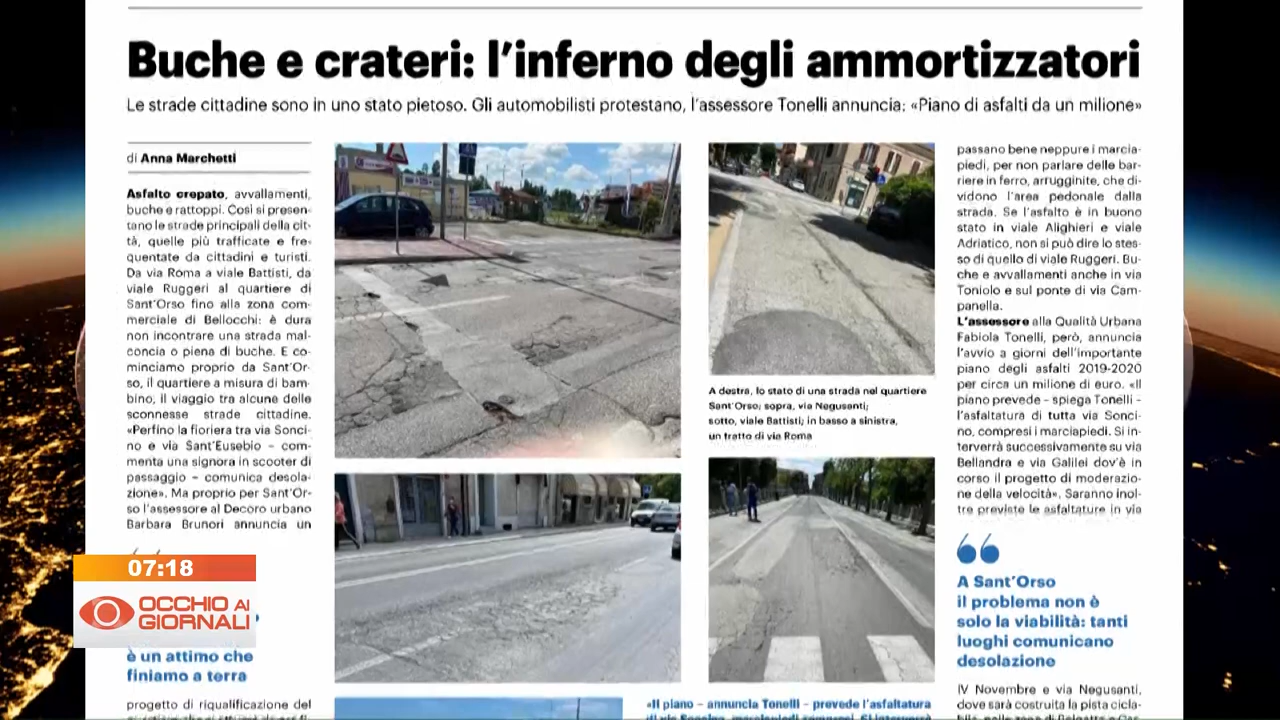 Buche e crateri: l'inferno degli ammortizzatori
Le strade cittadine sono in uno stato pietoso. Gli automobilisti protestano, l'assessore Tonelli annuncia: «Piano di asfalti da un milione»
di Anna Marchetti
Asfalto crepato, avvallamenti,
buche e rattoppi. Così si presen-
tano le strade principali della cit-
tà, quelle più trafficate e fre-
quentate da cittadini e turisti.
Da via Roma a viale Battisti, da
viale Ruggeri al quartiere di
Sant'Orso fino alla zona com-
merciale di Bellocchi: è dura
non incontrare una strada mal-
concia o piena di buche. E co-
minciamo proprio da Sant'Or-
so, il quartiere a misura di bam-
bino, il viaggio tra alcune delle
sconnesse strade cittadine.
«Perfino la fioriera tra via Sonci-
no e via Sant'Eusebio – com-
menta una signora in scooter di
passaggio – comunica desola-
zione». Ma proprio per Sant'Or-
so l'assessore al Decoro urbano
Barbara Brunori annuncia un
07:18
OCCHIO AI
GIORNALI
è un attimo che
finiamo a terra
progetto di riqualificazione del
A destra, lo stato di una strada nel quartiere
Sant'Orso; sopra, via Negusanti;
sotto, viale Battisti; in basso a sinistra,
un tratto di via Roma
«Il piano – annuncia Tonelli – prevede l'asfaltatura
passano bene neppure i marcia-
piedi, per non parlare delle bar-
riere in ferro, arrugginite, che di-
vidono l'area pedonale dalla
strada. Se l'asfalto è in buono
stato in viale Alighieri e viale
Adriatico, non si può dire lo stes-
so di quello di viale Ruggeri. Bu-
che e avvallamenti anche in via
Toniolo e sul ponte di via Cam-
panella.
L'assessore alla Qualità Urbana
Fabiola Tonelli, però, annuncia
l'avvio a giorni dell'importante
piano degli asfalti 2019-2020
per circa un milione di euro. «Il
piano prevede – spiega Tonelli –
l'asfaltatura di tutta via Sonci-
no, compresi i marciapiedi. Si in-
terverrà successivamente su via
Bellandra e via Galilei dov'è in
corso il progetto di moderazio-
ne della velocità». Saranno inol-
tre previste le asfaltature in via
A Sant'Orso
il problema non è
solo la viabilità: tanti
luoghi comunicano
desolazione
IV Novembre e via Negusanti,
dove sarà costruita la pista cicla-